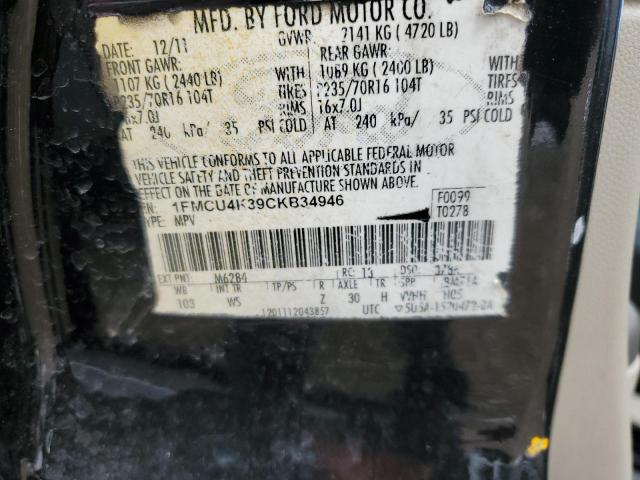 MFD. BY FORD MOTOR CO.
DATE: 12/11 GVWR 2141 KG (4720 LB)
FRONT GAWR: REAR GAWR:
1107 KG (2440 LB) WITH 1089 KG (2400 LB) WITH
P235/70R16 104T TIRES P235/70R16 104T TIRES
16x7.0J RIMS 16x7.0J RIMS
AT 240 kPa/ 35 PSI COLD AT 240 kPa/ 35 PSI COLD
THIS VEHICLE CONFORMS TO ALL APPLICABLE FEDERAL MOTOR
VEHICLE SAFETY AND THEFT PREVENTION STANDARDS IN
EFFECT ON THE DATE OF MANUFACTURE SHOWN ABOVE.
1FMCU4K39CKB34946 F0099
TYPE: MPV T0278
EXT PNT: M6284 RC: 13 DSO:
WB INT TR TP/PS R AXLE TR SPP
103 WS Z 30 H
1201112043857 UTC